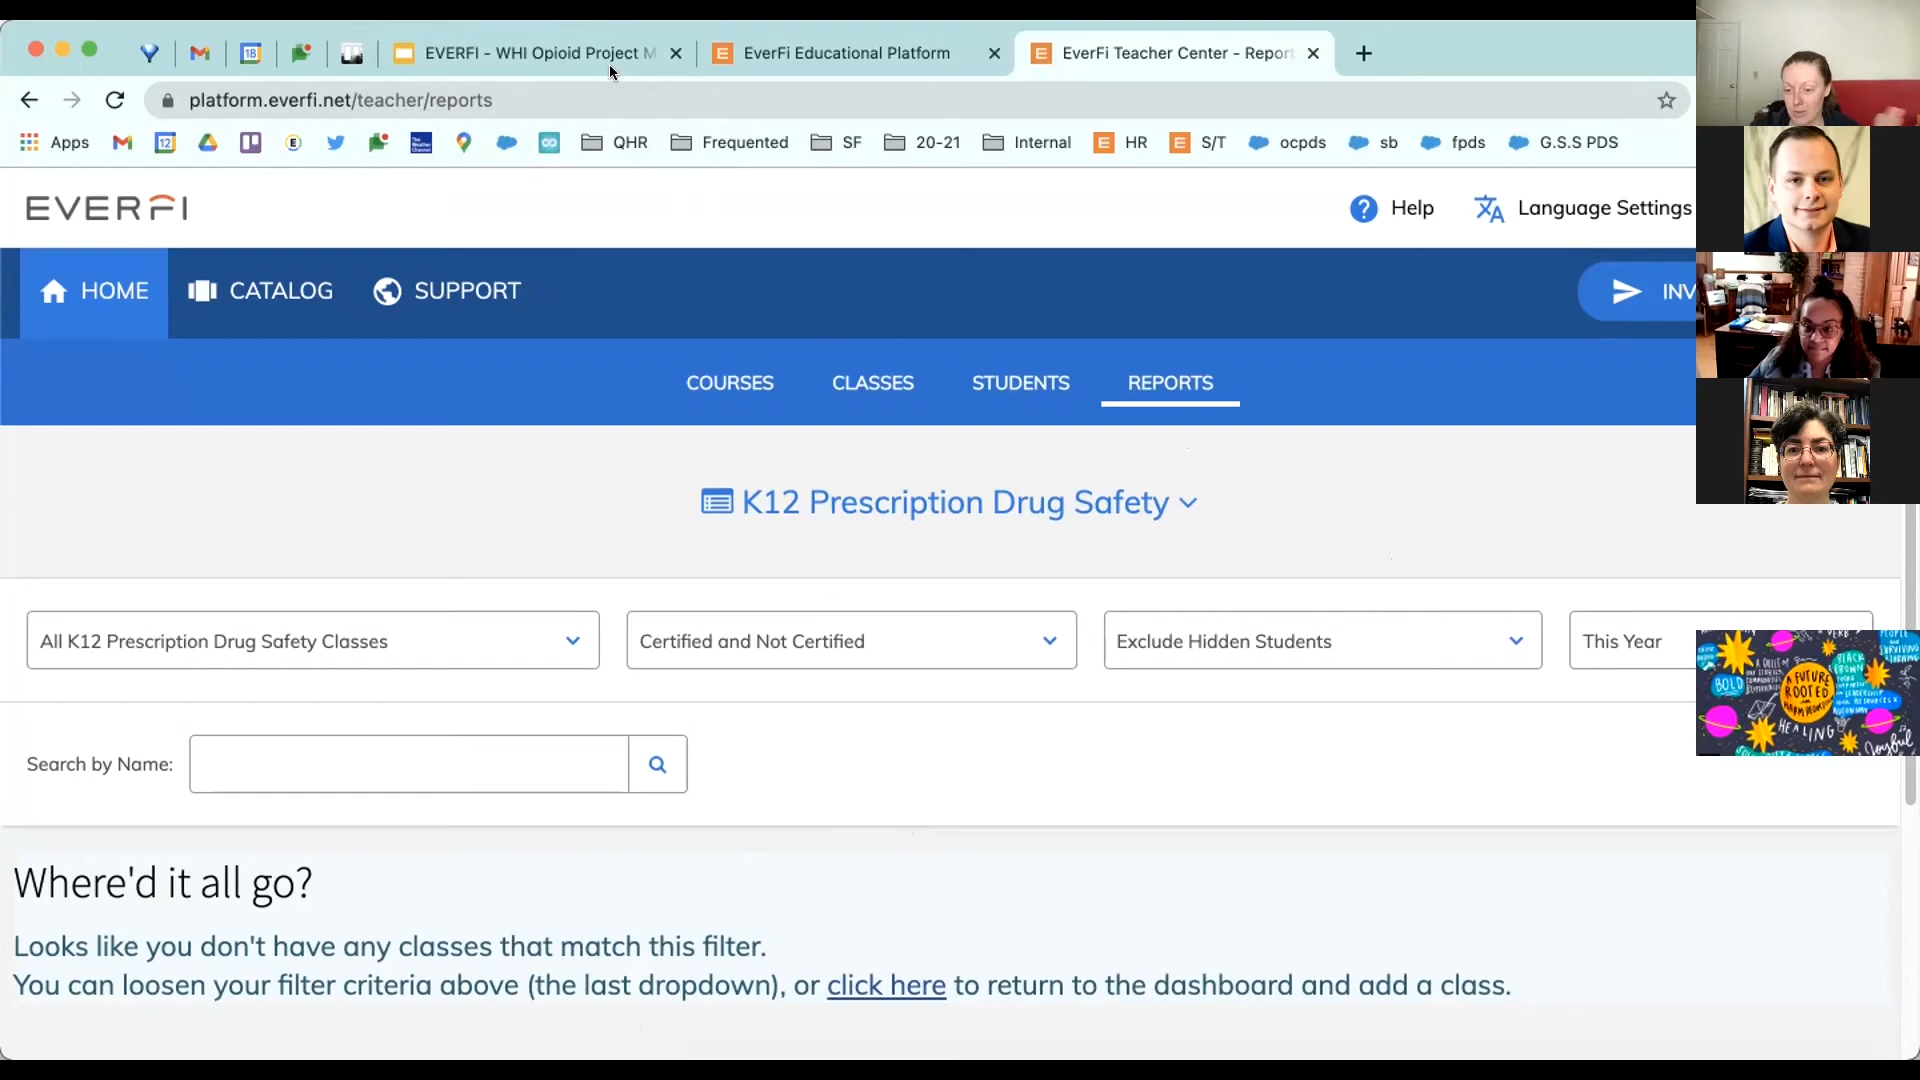 EVERFI - WHI Opioid Project M
EverFi Educational Platform
EverFi Teacher Center - Report
platform.everfi.net/teacher/reports
Apps
QHR
Frequented
SF
20-21
Internal
HR
S/T
ocpds
sb
fpds
G.S.S PDS
EVERFI
Help
Language Settings
HOME
CATALOG
SUPPORT
INV
COURSES
CLASSES
STUDENTS
REPORTS
K12 Prescription Drug Safety
All K12 Prescription Drug Safety Classes
Certified and Not Certified
Exclude Hidden Students
This Year
Search by Name:
BOLD
A FUTURE
ROOTED
HEALING
Joyful
BLACK
BROWN
Where'd it all go?
Looks like you don't have any classes that match this filter.
You can loosen your filter criteria above (the last dropdown), or click here to return to the dashboard and add a class.